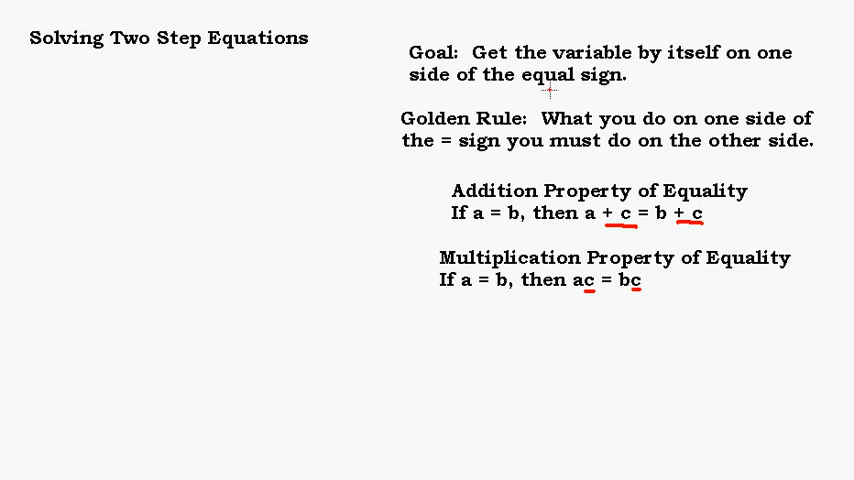 Solving Two Step Equations
Goal:  Get the variable by itself on one
side of the equal sign.
Golden Rule:  What you do on one side of
the = sign you must do on the other side.
Addition Property of Equality
If a = b, then a + c = b + c
Multiplication Property of Equality
If a = b, then ac = bc